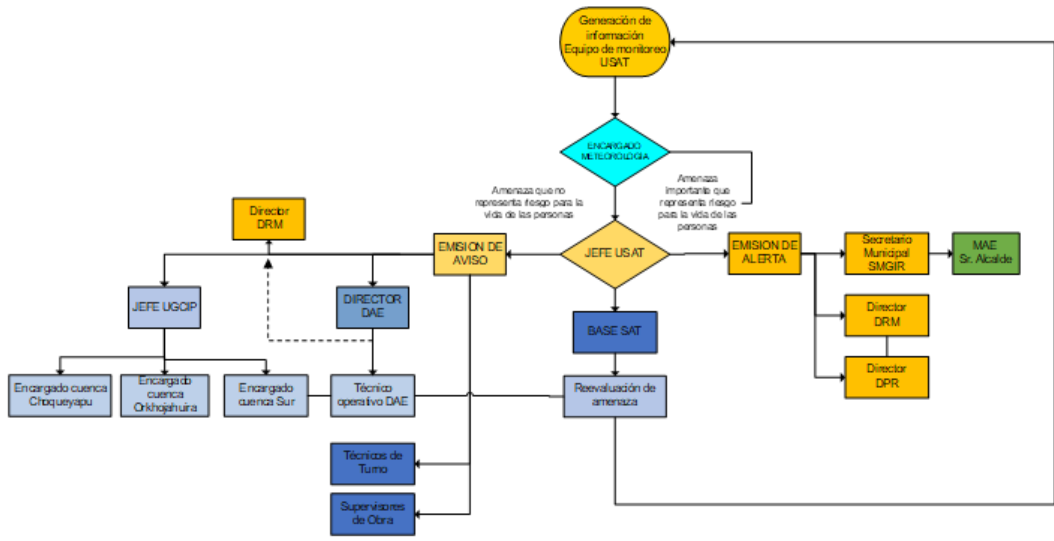 Generación de
información
Equipo de monitoreo
USAT
ENCARGADO
METEOROLOGIA
Amenaza que no
representa riesgo para la
vida de las personas
Amenaza
importante que
representa riesgo
para la vida de las
personas
Director
DRM
EMISION DE
AVISO
JEFE USAT
EMISION DE
ALERTA
Secretario
Municipal
SMGIR
MAE
Sr. Alcalde
JEFE UGCIP
DIRECTOR
DAE
BASE SAT
Director
DRM
Director
DPR
Encargado cuenca
Choqueyapu
Encargado
cuenca
Orkhojahuira
Encargado
cuenca Sur
Técnico
operativo DAE
Reevaluación de
amenaza
Técnicos de
Turno
Supervisores
de Obra